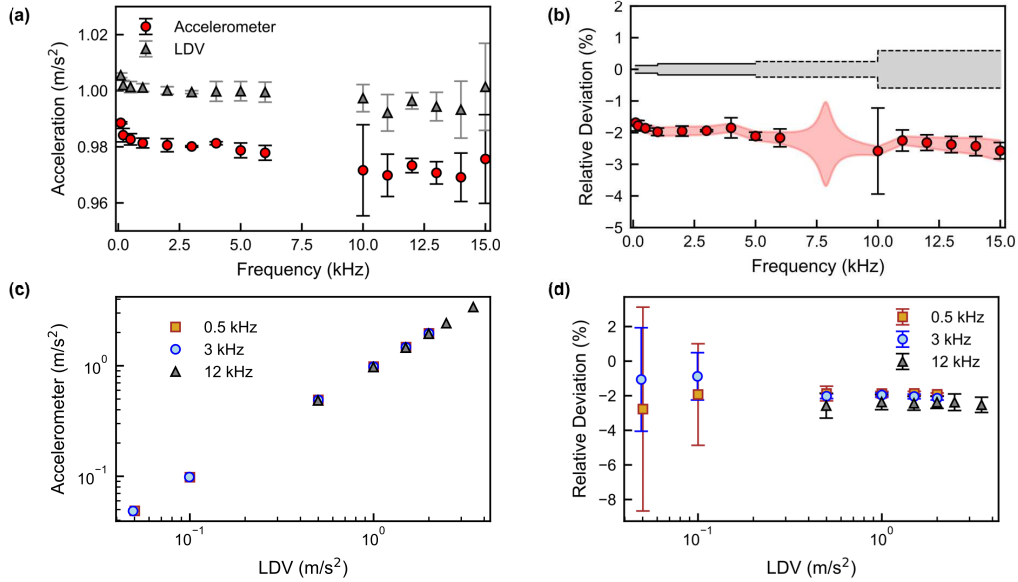 (a)
Accelerometer
LDV
1.02
1.00
0.98
0.96
Acceleration (m/s²)
0.0
2.5
5.0
7.5
10.0
12.5
15.0
Frequency (kHz)
(b)
2
1
0
−1
−2
−3
−4
−5
Relative Deviation (%)
0.0
2.5
5.0
7.5
10.0
12.5
15.0
Frequency (kHz)
(c)
0.5 kHz
3 kHz
12 kHz
10⁰
10⁻¹
Accelerometer (m/s²)
10⁻¹
10⁰
LDV (m/s²)
(d)
0.5 kHz
3 kHz
12 kHz
2
0
−2
−4
−6
−8
Relative Deviation (%)
10⁻¹
10⁰
LDV (m/s²)